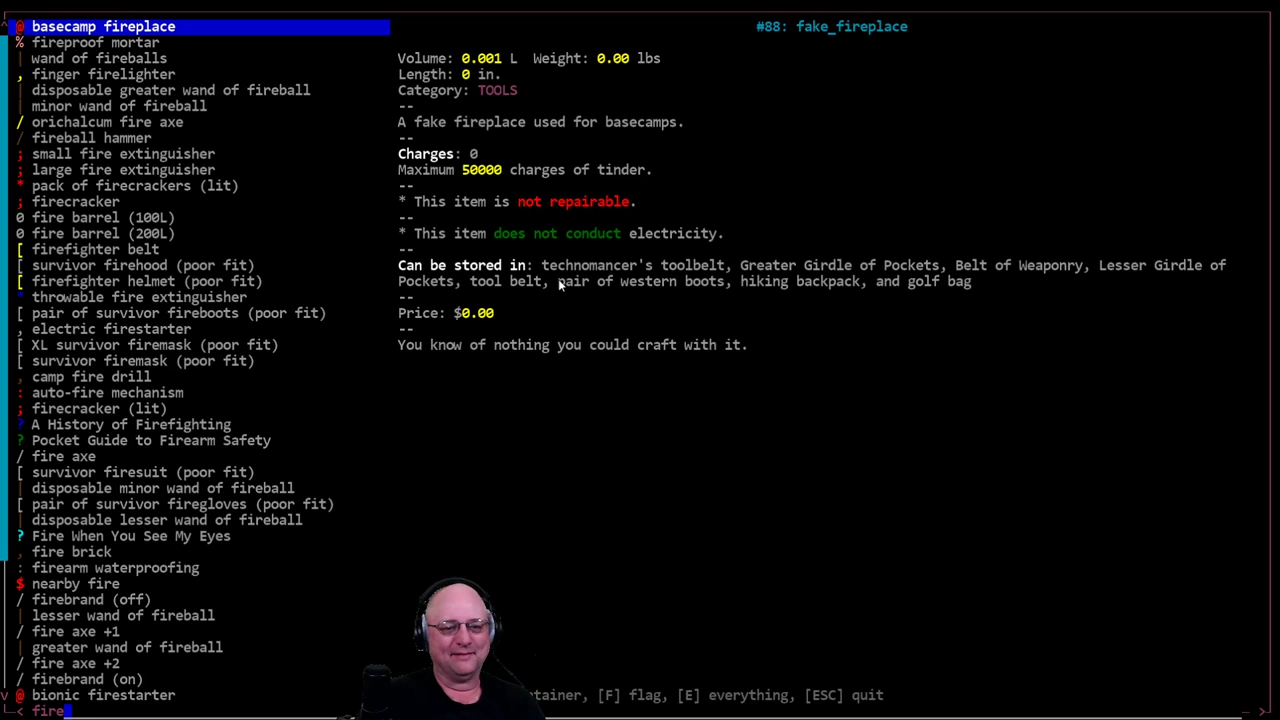 @ basecamp fireplace
% fireproof mortar
| wand of fireballs
, finger firelighter
| disposable greater wand of fireball
| minor wand of fireball
/ orichalcum fire axe
/ fireball hammer
; small fire extinguisher
; large fire extinguisher
* pack of firecrackers (lit)
; firecracker
0 fire barrel (100L)
0 fire barrel (200L)
[ firefighter belt
[ survivor firehood (poor fit)
[ firefighter helmet (poor fit)
* throwable fire extinguisher
[ pair of survivor fireboots (poor fit)
, electric firestarter
[ XL survivor firemask (poor fit)
[ survivor firemask (poor fit)
, camp fire drill
: auto-fire mechanism
; firecracker (lit)
? A History of Firefighting
? Pocket Guide to Firearm Safety
/ fire axe
[ survivor firesuit (poor fit)
| disposable minor wand of fireball
[ pair of survivor firegloves (poor fit)
| disposable lesser wand of fireball
? Fire When You See My Eyes
, fire brick
: firearm waterproofing
$ nearby fire
/ firebrand (off)
| lesser wand of fireball
/ fire axe +1
| greater wand of fireball
/ fire axe +2
/ firebrand (on)
v @ bionic firestarter
< fire
#88: fake_fireplace
Volume: 0.001 L Weight: 0.00 lbs
Length: 0 in.
Category: TOOLS
--
A fake fireplace used for basecamps.
--
Charges: 0
Maximum 50000 charges of tinder.
--
* This item is not repairable.
--
* This item does not conduct electricity.
--
Can be stored in: technomancer's toolbelt, Greater Girdle of Pockets, Belt of Weaponry, Lesser Girdle of
Pockets, tool belt, pair of western boots, hiking backpack, and golf bag
--
Price: $0.00
--
You know of nothing you could craft with it.
[F] flag, [E] everything, [ESC] quit
>